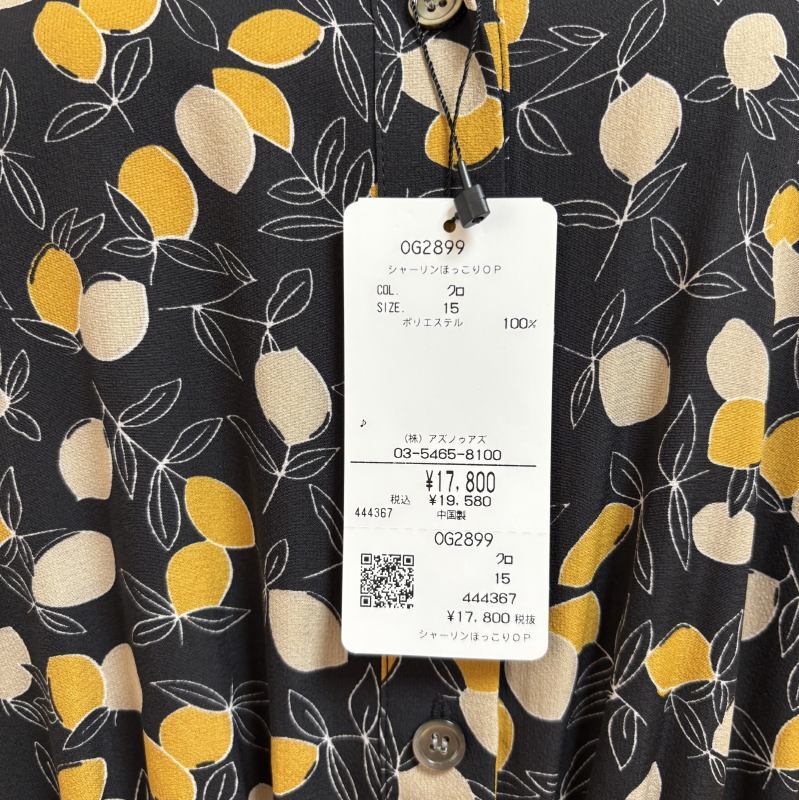 OG2899
シャーリンほっこりOP
COL. クロ
SIZE. 15
ポリエステル 100%
♪
(株) アズノゥアズ
03-5465-8100
¥17,800
税込 ¥19,580
444367 中国製
OG2899
クロ
15
444367
¥17,800 税抜
シャーリンほっこりOP